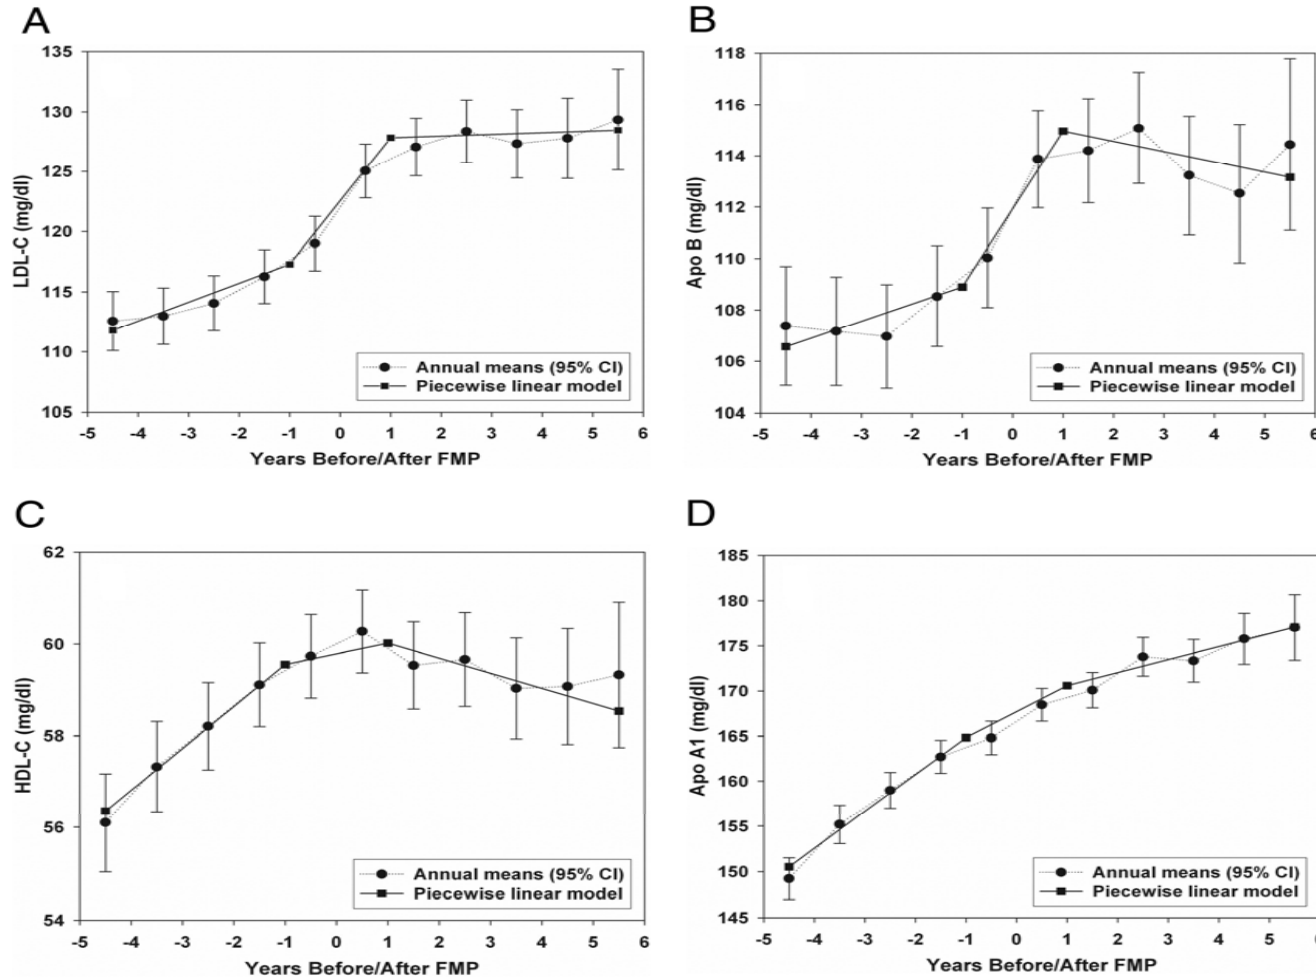 A
LDL-C (mg/dl)
135
130
125
120
115
110
105
Annual means (95% CI)
Piecewise linear model
-5 -4 -3 -2 -1 0 1 2 3 4 5 6
Years Before/After FMP
B
Apo B (mg/dl)
118
116
114
112
110
108
106
104
Annual means (95% CI)
Piecewise linear model
-5 -4 -3 -2 -1 0 1 2 3 4 5 6
Years Before/After FMP
C
HDL-C (mg/dl)
62
60
58
56
54
Annual means (95% CI)
Piecewise linear model
-5 -4 -3 -2 -1 0 1 2 3 4 5 6
Years Before/After FMP
D
Apo A1 (mg/dl)
185
180
175
170
165
160
155
150
145
Annual means (95% CI)
Piecewise linear model
-5 -4 -3 -2 -1 0 1 2 3 4 5 6
Years Before/After FMP